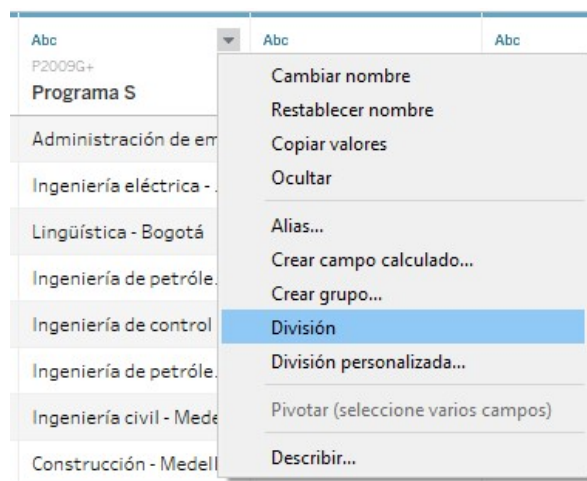 Abc
Abc
Abc
P2009G+
Programa S
Administración de em
Ingeniería eléctrica - .
Lingüística - Bogotá
Ingeniería de petróle.
Ingeniería de control
Ingeniería de petróle.
Ingeniería civil - Mede
Construcción - Medell
Cambiar nombre
Restablecer nombre
Copiar valores
Ocultar
Alias...
Crear campo calculado...
Crear grupo...
División
División personalizada...
Pivotar (seleccione varios campos)
Describir...